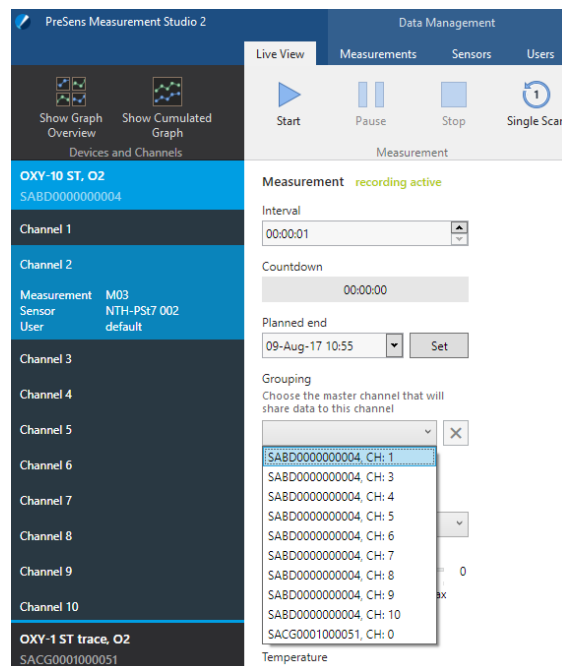 PreSens Measurement Studio 2
Data Management
Live View
Measurements
Sensors
Users
Show Graph Overview
Show Cumulated Graph
Devices and Channels
Start
Pause
Stop
1
Single Scan
Measurement
OXY-10 ST, O2
SABD0000000004
Channel 1
Channel 2
Measurement M03
Sensor NTH-PSt7 002
User default
Channel 3
Channel 4
Channel 5
Channel 6
Channel 7
Channel 8
Channel 9
Channel 10
OXY-1 ST trace, O2
SACG0001000051
Measurement recording active
Interval
00:00:01
Countdown
00:00:00
Planned end
09-Aug-17 10:55
Set
Grouping
Choose the master channel that will
share data to this channel
SABD0000000004, CH: 1
SABD0000000004, CH: 3
SABD0000000004, CH: 4
SABD0000000004, CH: 5
SABD0000000004, CH: 6
SABD0000000004, CH: 7
SABD0000000004, CH: 8
SABD0000000004, CH: 9
SABD0000000004, CH: 10
SACG0001000051, CH: 0
0
Temperature